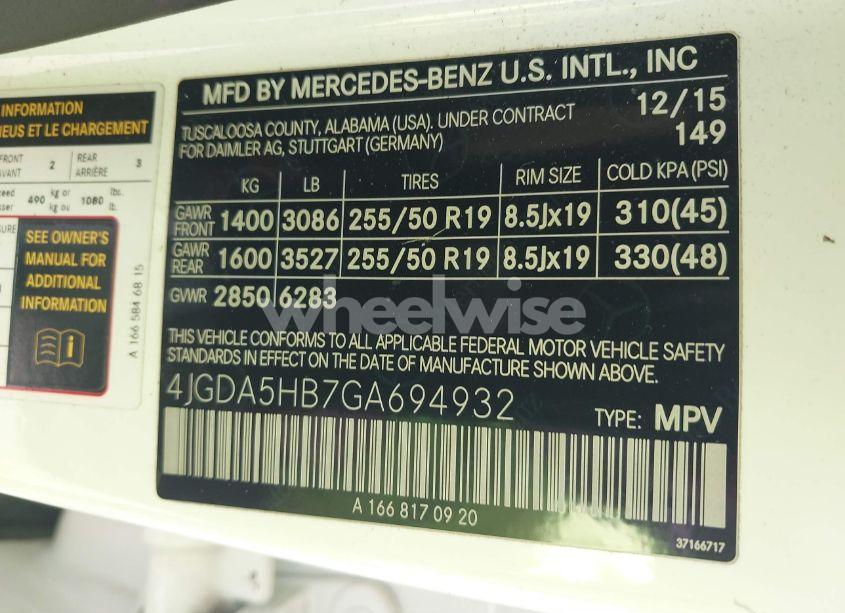 INFORMATION
NEUS ET LE CHARGEMENT
FRONT 2 REAR 3
AVANT ARRIÈRE
490 kg or 1080 lbs.
kg ou lb.
SEE OWNER'S
MANUAL FOR
ADDITIONAL
INFORMATION
A 166 584 68 15
MFD BY MERCEDES-BENZ U.S. INTL., INC
TUSCALOOSA COUNTY, ALABAMA (USA). UNDER CONTRACT 12/15
FOR DAIMLER AG, STUTTGART (GERMANY) 149
KG LB TIRES RIM SIZE COLD KPA (PSI)
GAWR FRONT 1400 3086 255/50 R19 8.5Jx19 310(45)
GAWR REAR 1600 3527 255/50 R19 8.5Jx19 330(48)
GVWR 2850 6283
wheelwise
THIS VEHICLE CONFORMS TO ALL APPLICABLE FEDERAL MOTOR VEHICLE SAFETY
STANDARDS IN EFFECT ON THE DATE OF MANUFACTURE SHOWN ABOVE.
4JGDA5HB7GA694932 TYPE: MPV
A 166 817 09 20
37166717